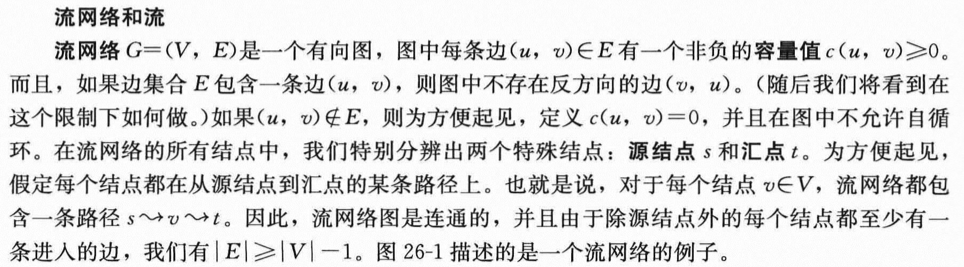 流网络和流
流网络G=(V, E)是一个有向图，图中每条边(u, v)∈E有一个非负的容量值c(u, v)≥0。
而且，如果边集合E包含一条边(u, v)，则图中不存在反方向的边(v, u)。(随后我们将看到在
这个限制下如何做。)如果(u, v)∉E，则为方便起见，定义c(u, v)=0，并且在图中不允许自循
环。在流网络的所有结点中，我们特别分辨出两个特殊结点：源结点s和汇点t。为方便起见，
假定每个结点都在从源结点到汇点的某条路径上。也就是说，对于每个结点v∈V，流网络都包
含一条路径s⤳v⤳t。因此，流网络图是连通的，并且由于除源结点外的每个结点都至少有一
条进入的边，我们有|E|≥|V|-1。图26-1描述的是一个流网络的例子。